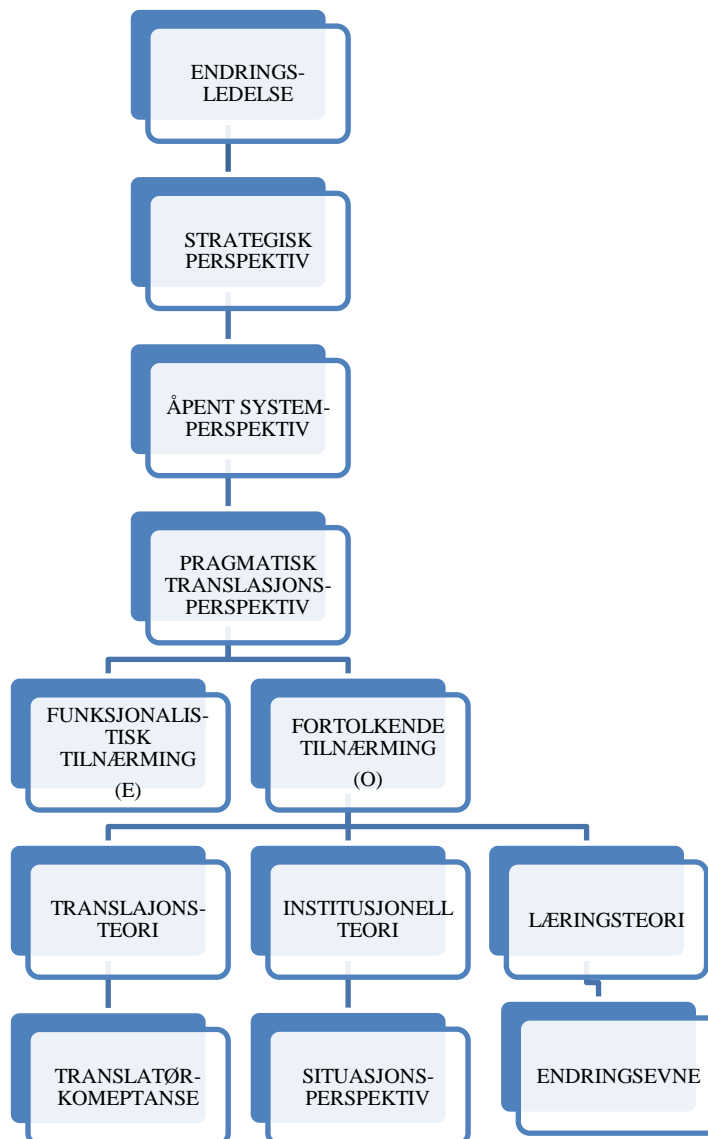 ENDRINGS-
LEDELSE
STRATEGISK
PERSPEKTIV
ÅPENT SYSTEM-
PERSPEKTIV
PRAGMATISK
TRANSLASJONS-
PERSPEKTIV
FUNKSJONALIS-
TISK
TILNÆRMING
(E)
FORTOLKENDE
TILNÆRMING
(O)
TRANSLAJONS-
TEORI
INSTITUSJONELL
TEORI
LÆRINGSTEORI
TRANSLATØR-
KOMEPTANSE
SITUASJONS-
PERSPEKTIV
ENDRINGSEVNE